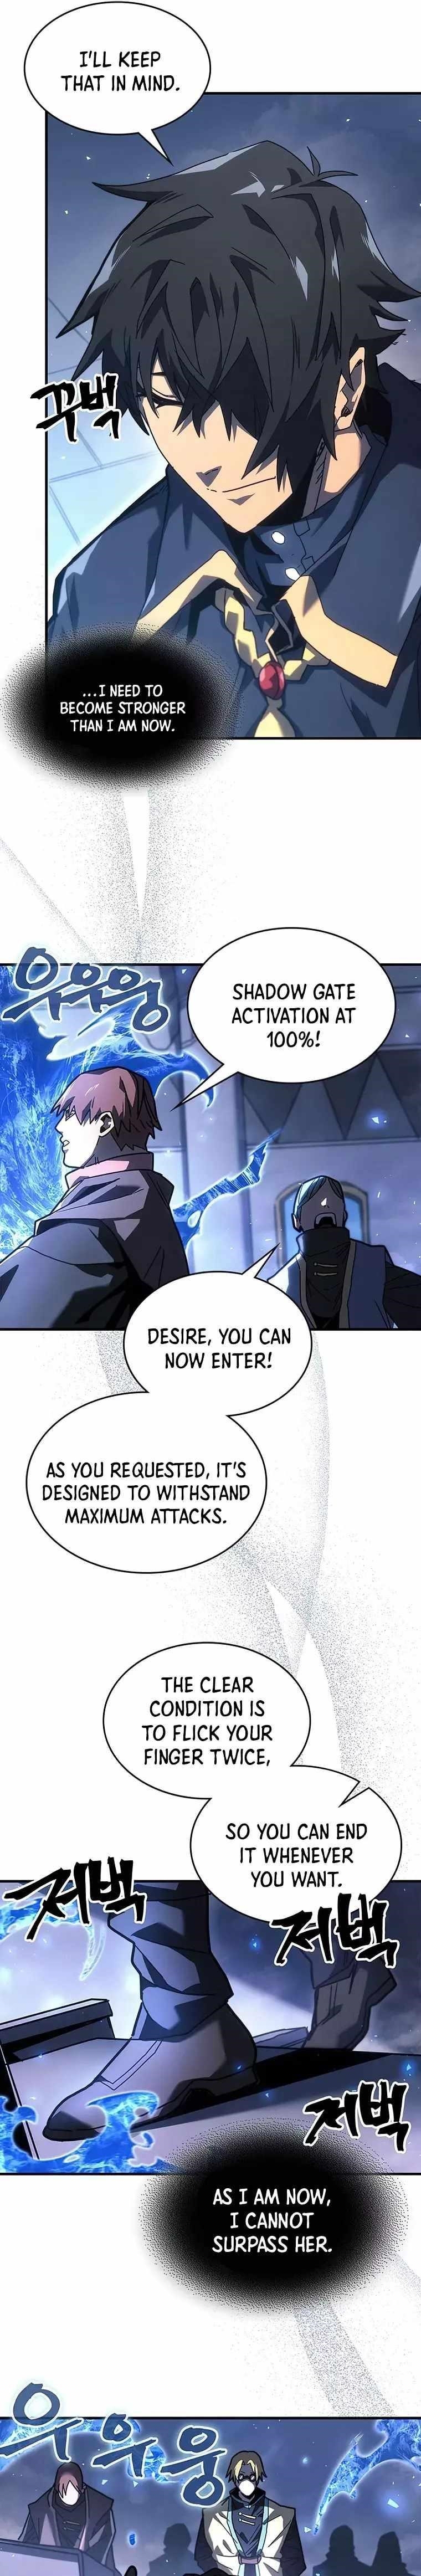 I'LL KEEP
THAT IN MIND.
꾸벅
...I NEED TO
BECOME STRONGER
THAN I AM NOW.
우우웅
SHADOW GATE
ACTIVATION AT
100%!
DESIRE, YOU CAN
NOW ENTER!
AS YOU REQUESTED, IT'S
DESIGNED TO WITHSTAND
MAXIMUM ATTACKS.
THE CLEAR
CONDITION IS
TO FLICK YOUR
FINGER TWICE,
SO YOU CAN END
IT WHENEVER
YOU WANT.
저벅
저벅
저벅
AS I AM NOW,
I CANNOT
SURPASS HER.
우우웅